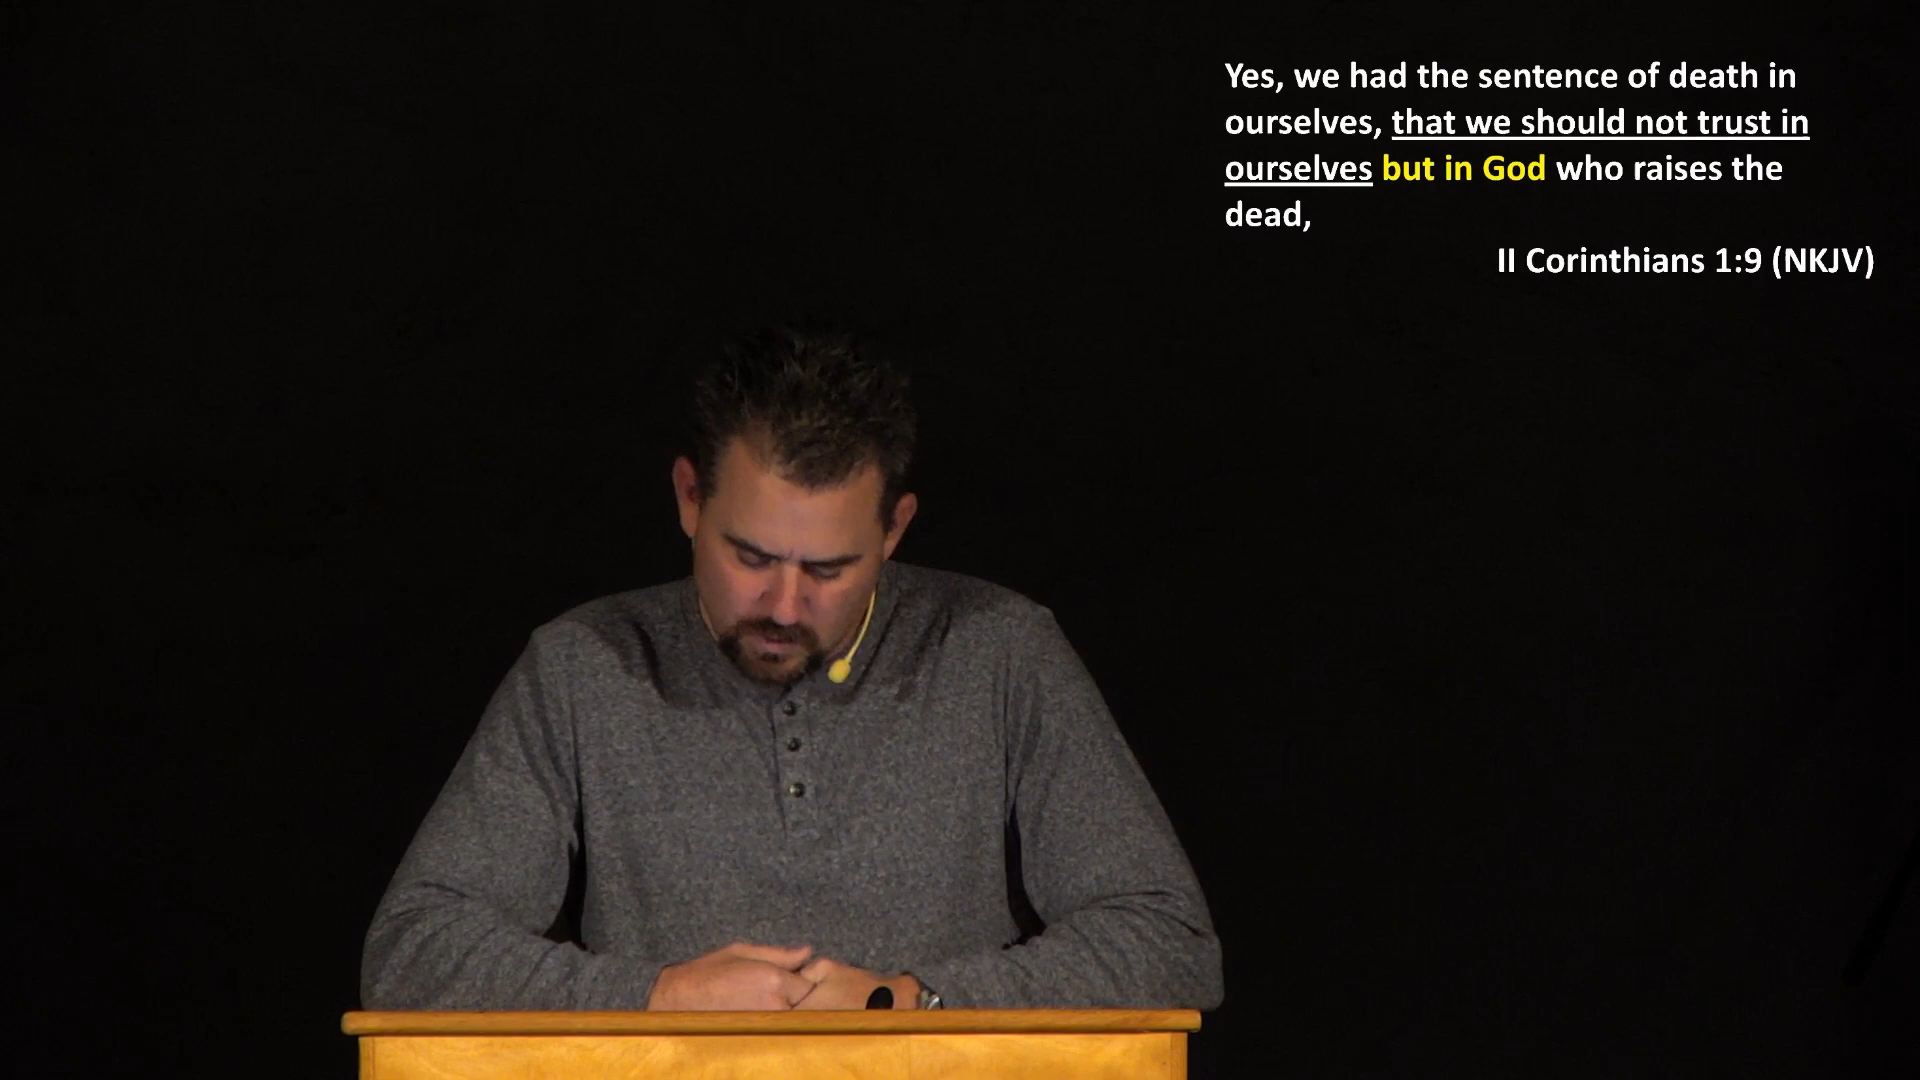 Yes, we had the sentence of death in
ourselves, that we should not trust in
ourselves but in God who raises the
dead,
II Corinthians 1:9 (NKJV)